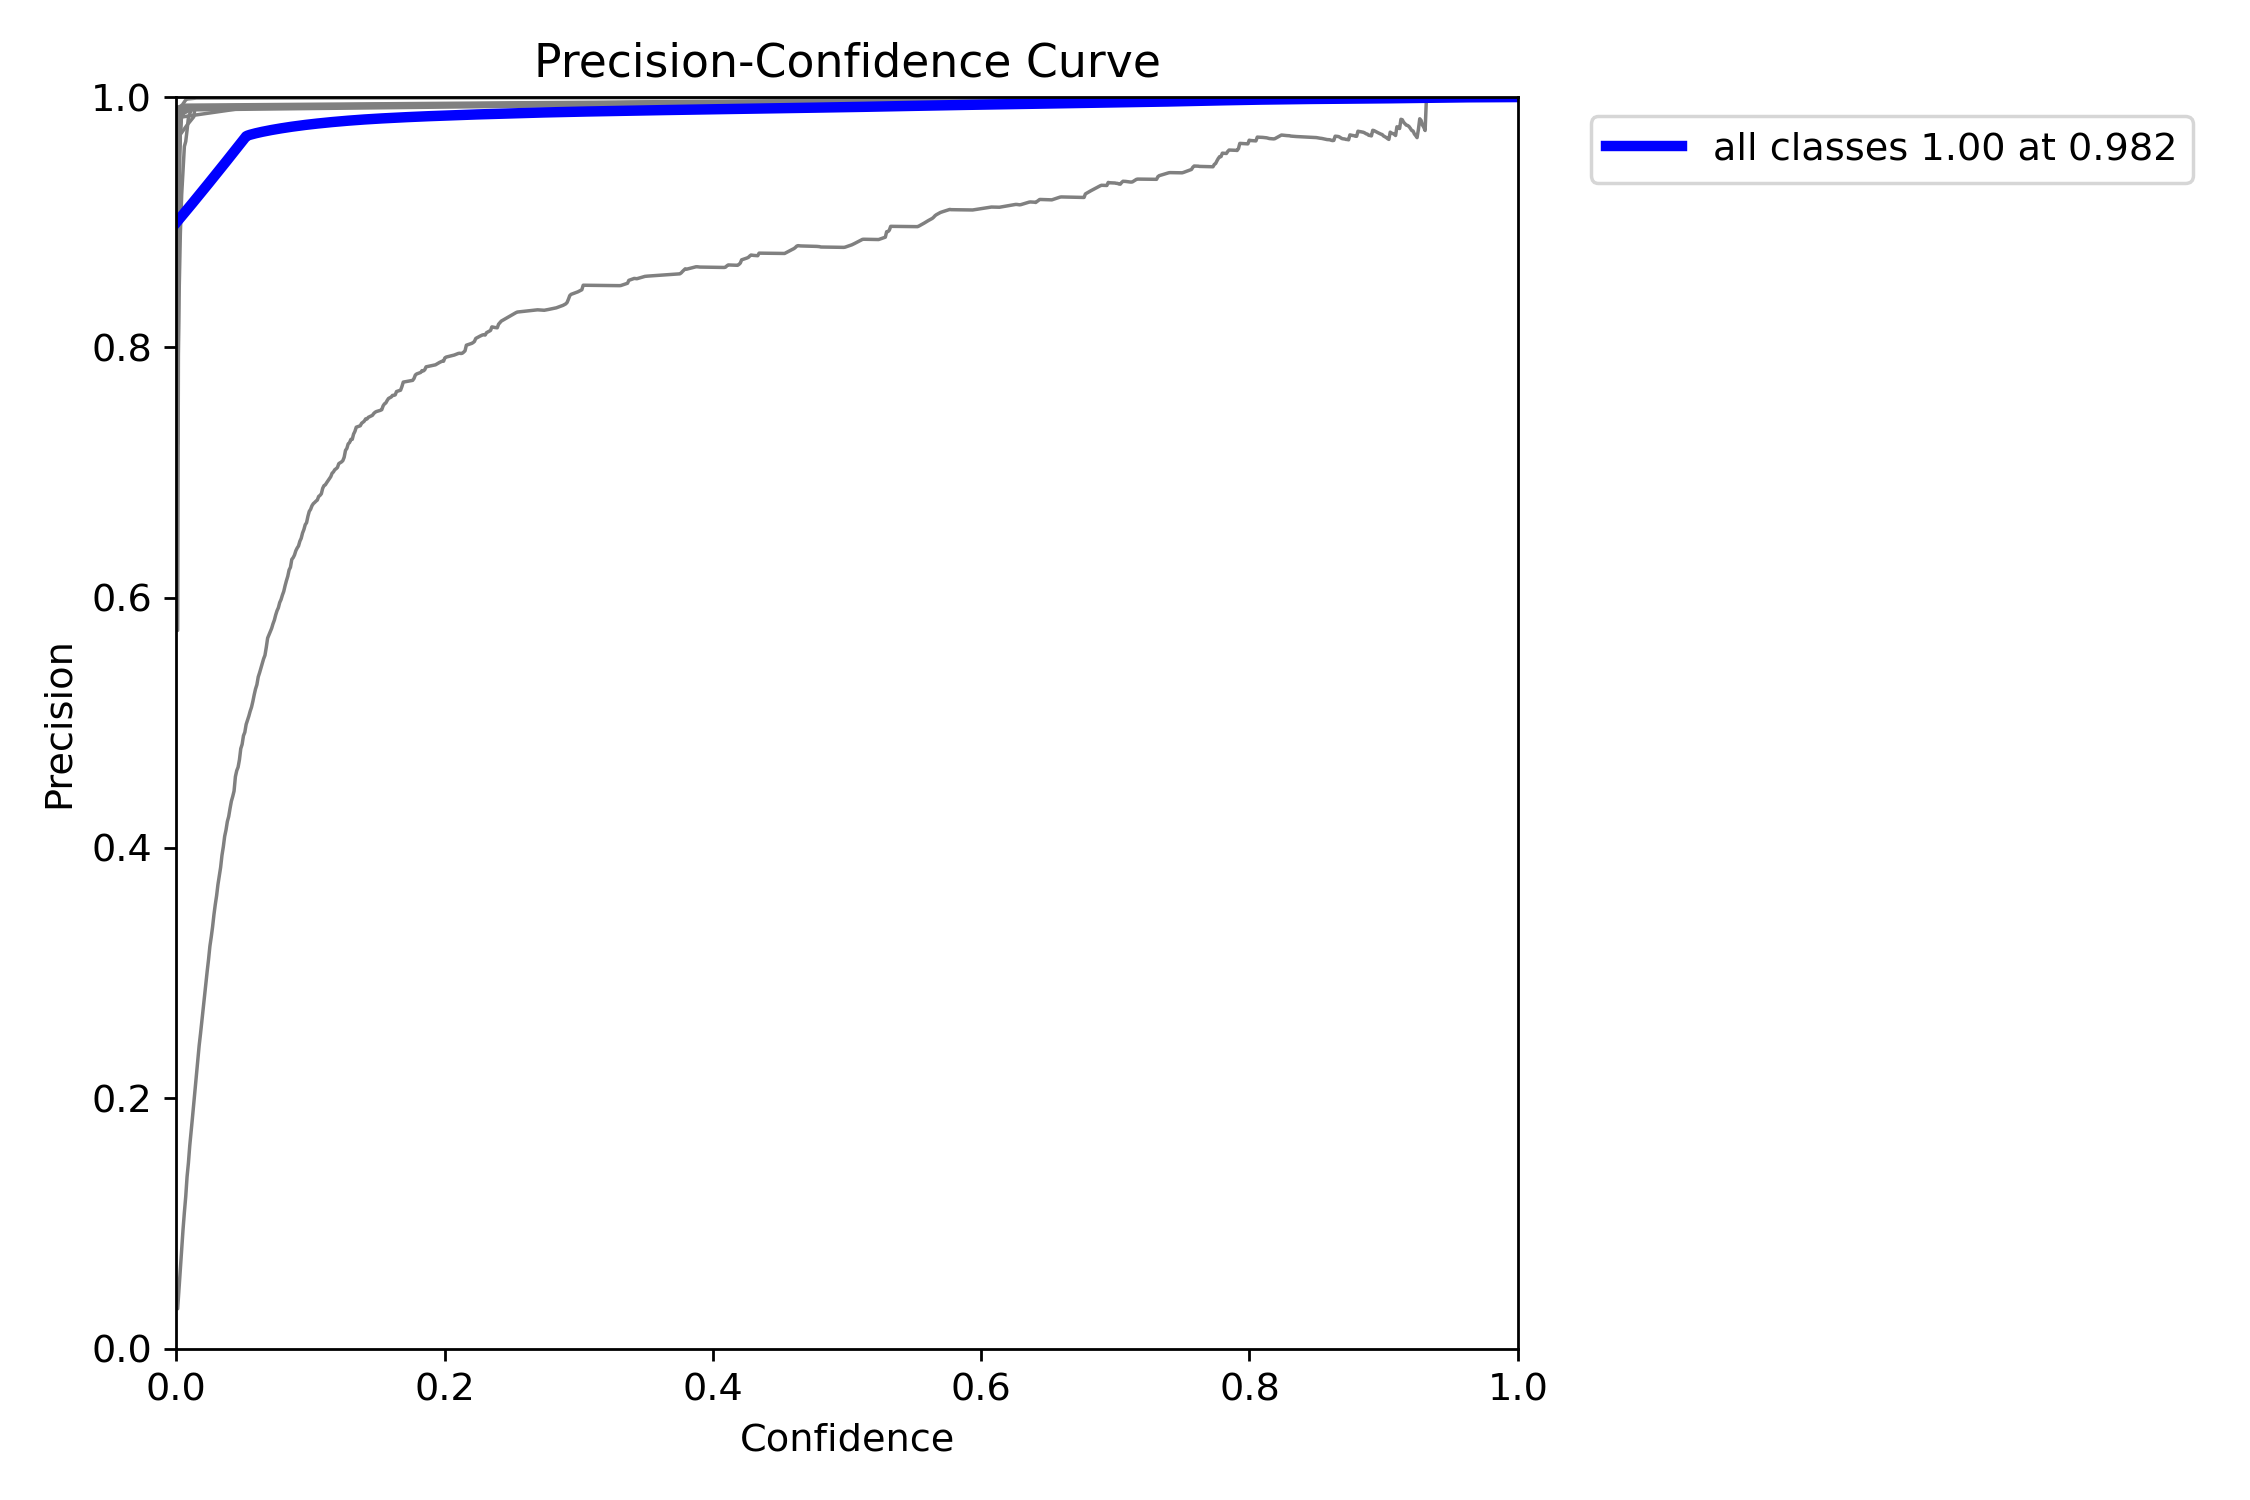 Precision-Confidence Curve
1.0
0.8
0.6
0.4
0.2
0.0
Precision
0.0 0.2 0.4 0.6 0.8 1.0
Confidence
all classes 1.00 at 0.982